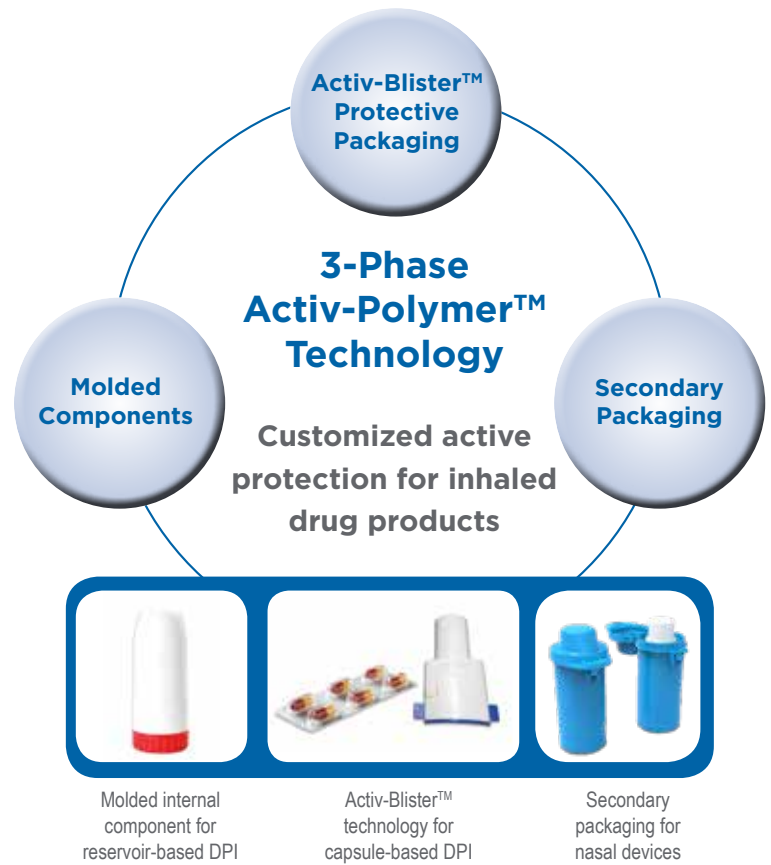 Activ-Blister™
Protective
Packaging
3-Phase
Activ-Polymer™
Technology
Molded
Components
Secondary
Packaging
Customized active
protection for inhaled
drug products
Molded internal
component for
reservoir-based DPI
Activ-Blister™
technology for
capsule-based DPI
Secondary
packaging for
nasal devices